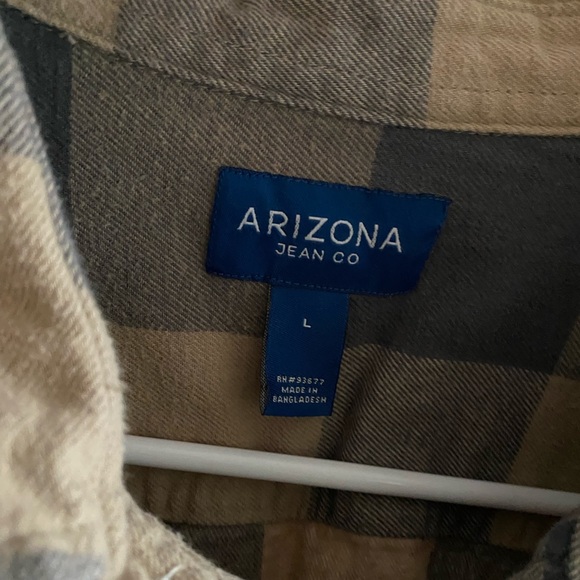 ARIZONA
JEAN CO
L
RN#93677
MADE IN
BANGLADESH